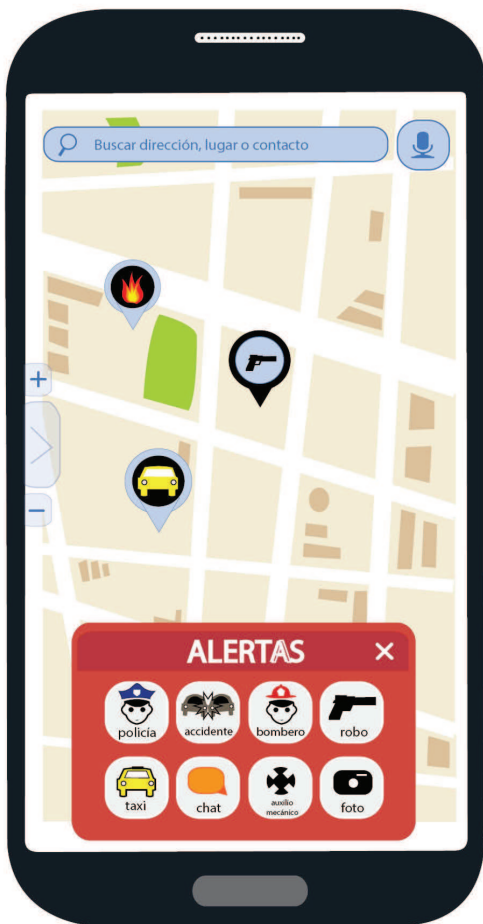 Buscar dirección, lugar o contacto
+
−
ALERTAS ×
policía accidente bombero robo
taxi chat auxilio mecánico foto